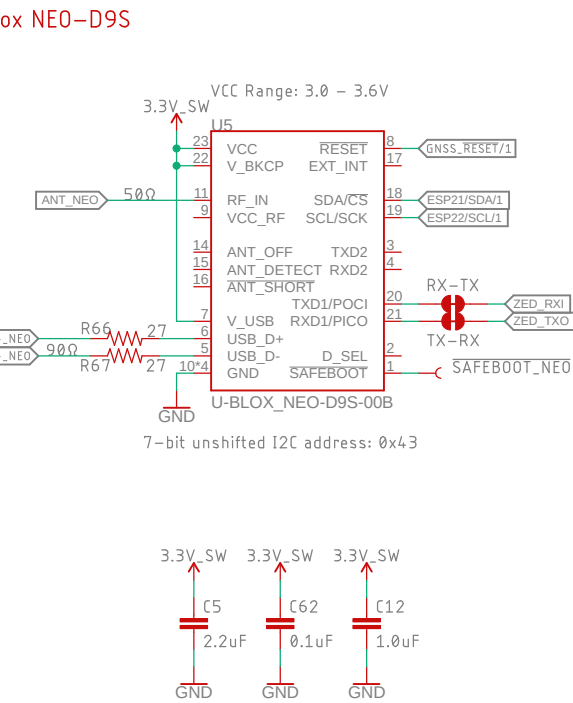 ox NEO-D9S
VCC Range: 3.0 - 3.6V
3.3V_SW
U5
23 VCC RESET 8 GNSS_RESET/1
22 V_BKCP EXT_INT 17
ANT_NEO 50Ω 11 RF_IN SDA/CS 18 ESP21/SDA/1
9 VCC_RF SCL/SCK 19 ESP22/SCL/1
14 ANT_OFF TXD2 3
15 ANT_DETECT RXD2 4
16 ANT_SHORT
RX-TX
TXD1/POCI 20 ZED_RXI
7 V_USB RXD1/PICO 21 ZED_TXO
_NEO R66 27 6 USB_D+
TX-RX
_NEO 90Ω R67 27 5 USB_D- D_SEL 2
10*4 GND SAFEBOOT 1 SAFEBOOT_NEO
U-BLOX_NEO-D9S-00B
GND
7-bit unshifted I2C address: 0x43
3.3V_SW 3.3V_SW 3.3V_SW
C5 C62 C12
2.2uF 0.1uF 1.0uF
GND GND GND